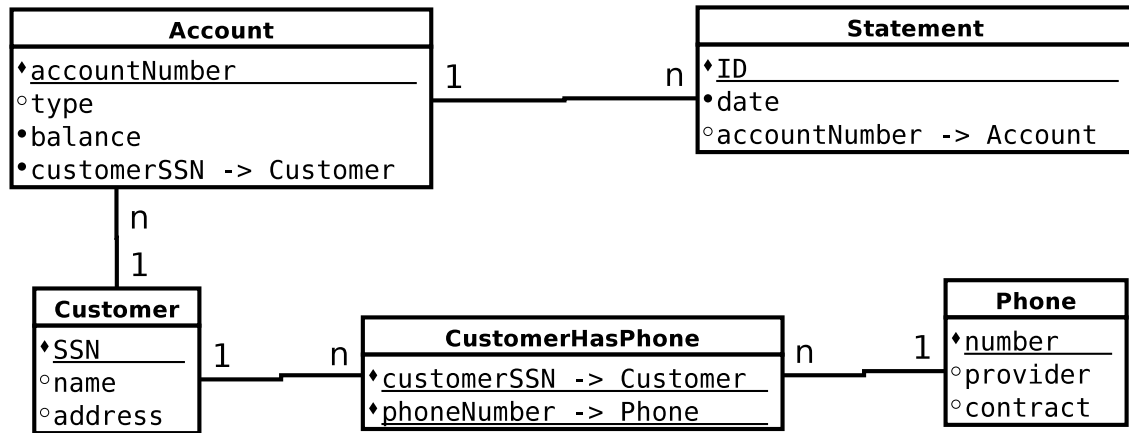 Account
accountNumber
type
balance
customerSSN -> Customer
1
n
Statement
ID
date
accountNumber -> Account
n
1
Customer
SSN
name
address
1
n
CustomerHasPhone
customerSSN -> Customer
phoneNumber -> Phone
n
1
Phone
number
provider
contract